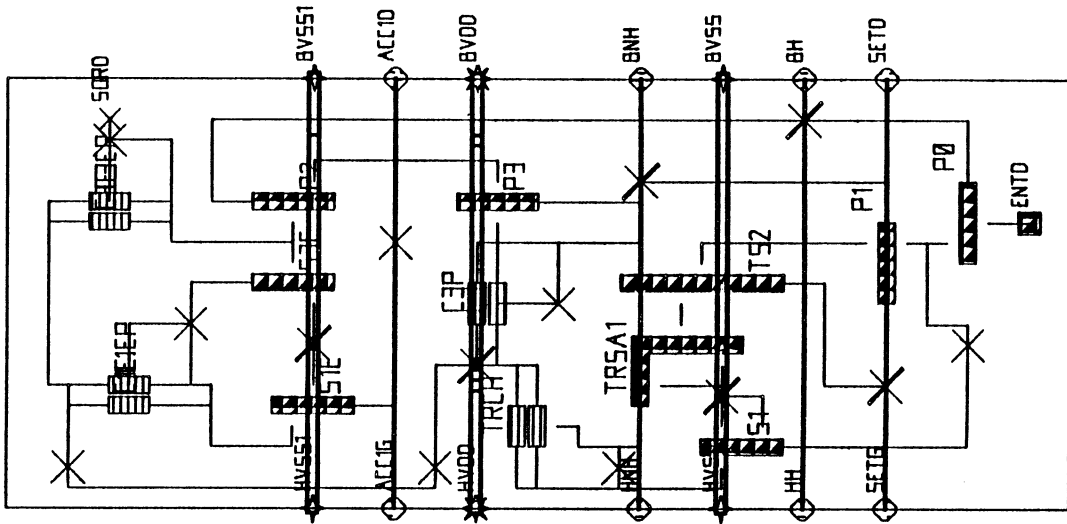 SORD
BVSS1
ACC1D
BVDD
BNH
BVSS
BH
SETD
P3
P1
P0
ENTD
TS2
C3P
TRSA1
S1C
TRLH
S1
HVSS1
ACC1G
HVDD
HH
SETG